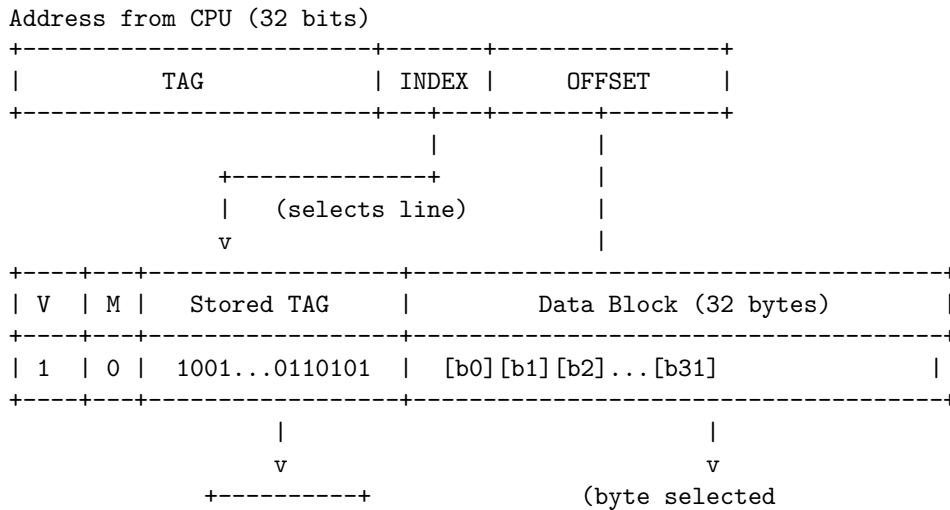 Address from CPU (32 bits)
+------------------------+-------+----------------+
|          TAG           | INDEX |     OFFSET     |
+------------------------+---+---+-------+--------+
                             |           |
              +--------------+           |
              |   (selects line)         |
              v                          |
+----+---+-----------------+------------------------------------+
| V  | M |   Stored TAG    |        Data Block (32 bytes)       |
+----+---+-----------------+------------------------------------+
| 1  | 0 |  1001...0110101  |  [b0][b1][b2]...[b31]               |
+----+---+-----------------+------------------------------------+
                  |                            |
                  v                            v
             +----------+              (byte selected